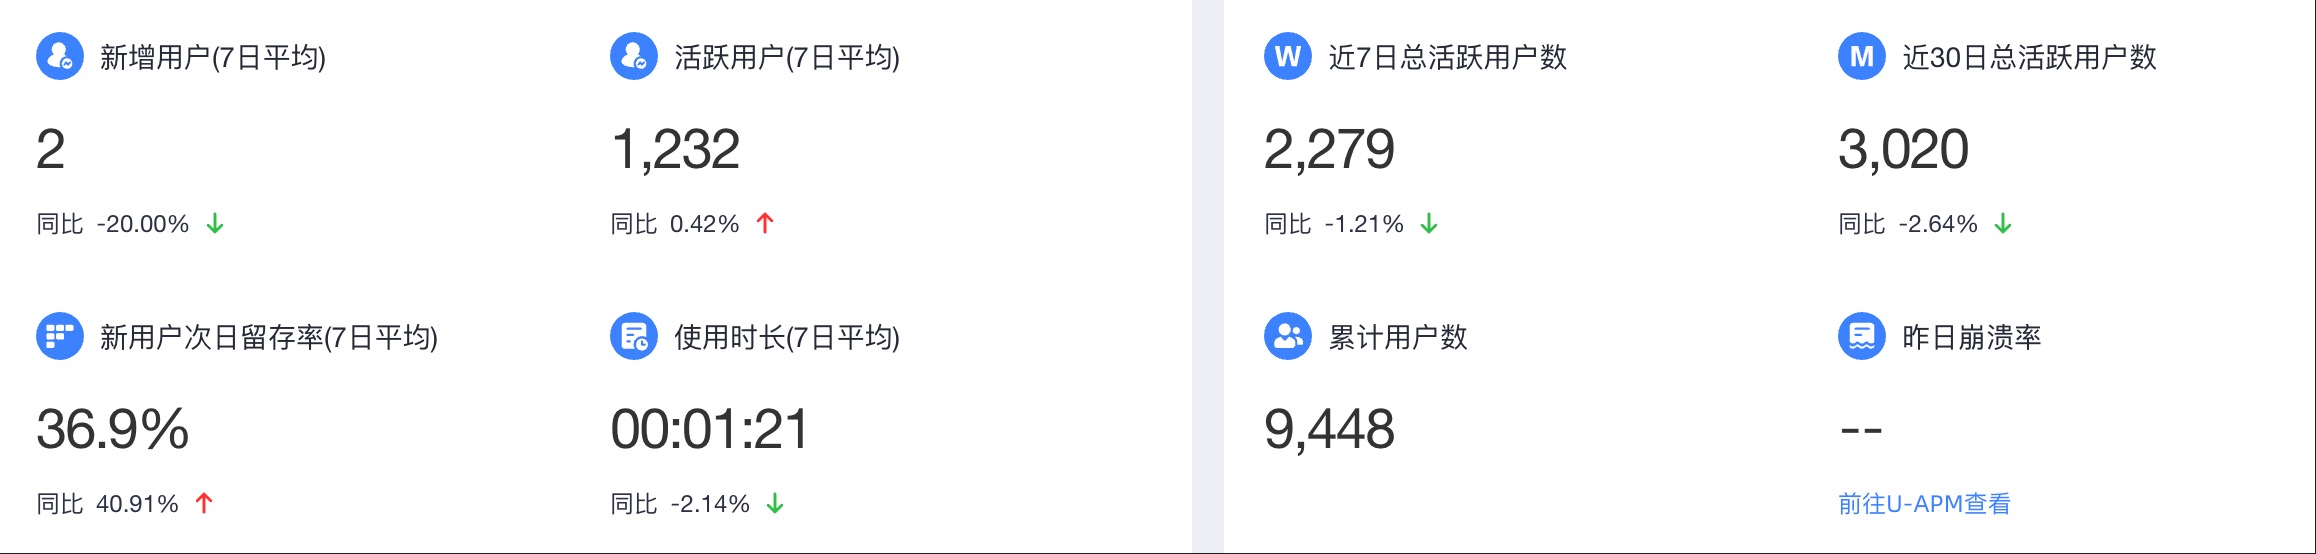 新增用户(7日平均)
2
同比 -20.00% ↓
活跃用户(7日平均)
1,232
同比 0.42% ↑
新用户次日留存率(7日平均)
36.9%
同比 40.91% ↑
使用时长(7日平均)
00:01:21
同比 -2.14% ↓
W 近7日总活跃用户数
2,279
同比 -1.21% ↓
M 近30日总活跃用户数
3,020
同比 -2.64% ↓
累计用户数
9,448
昨日崩溃率
--
前往U-APM查看